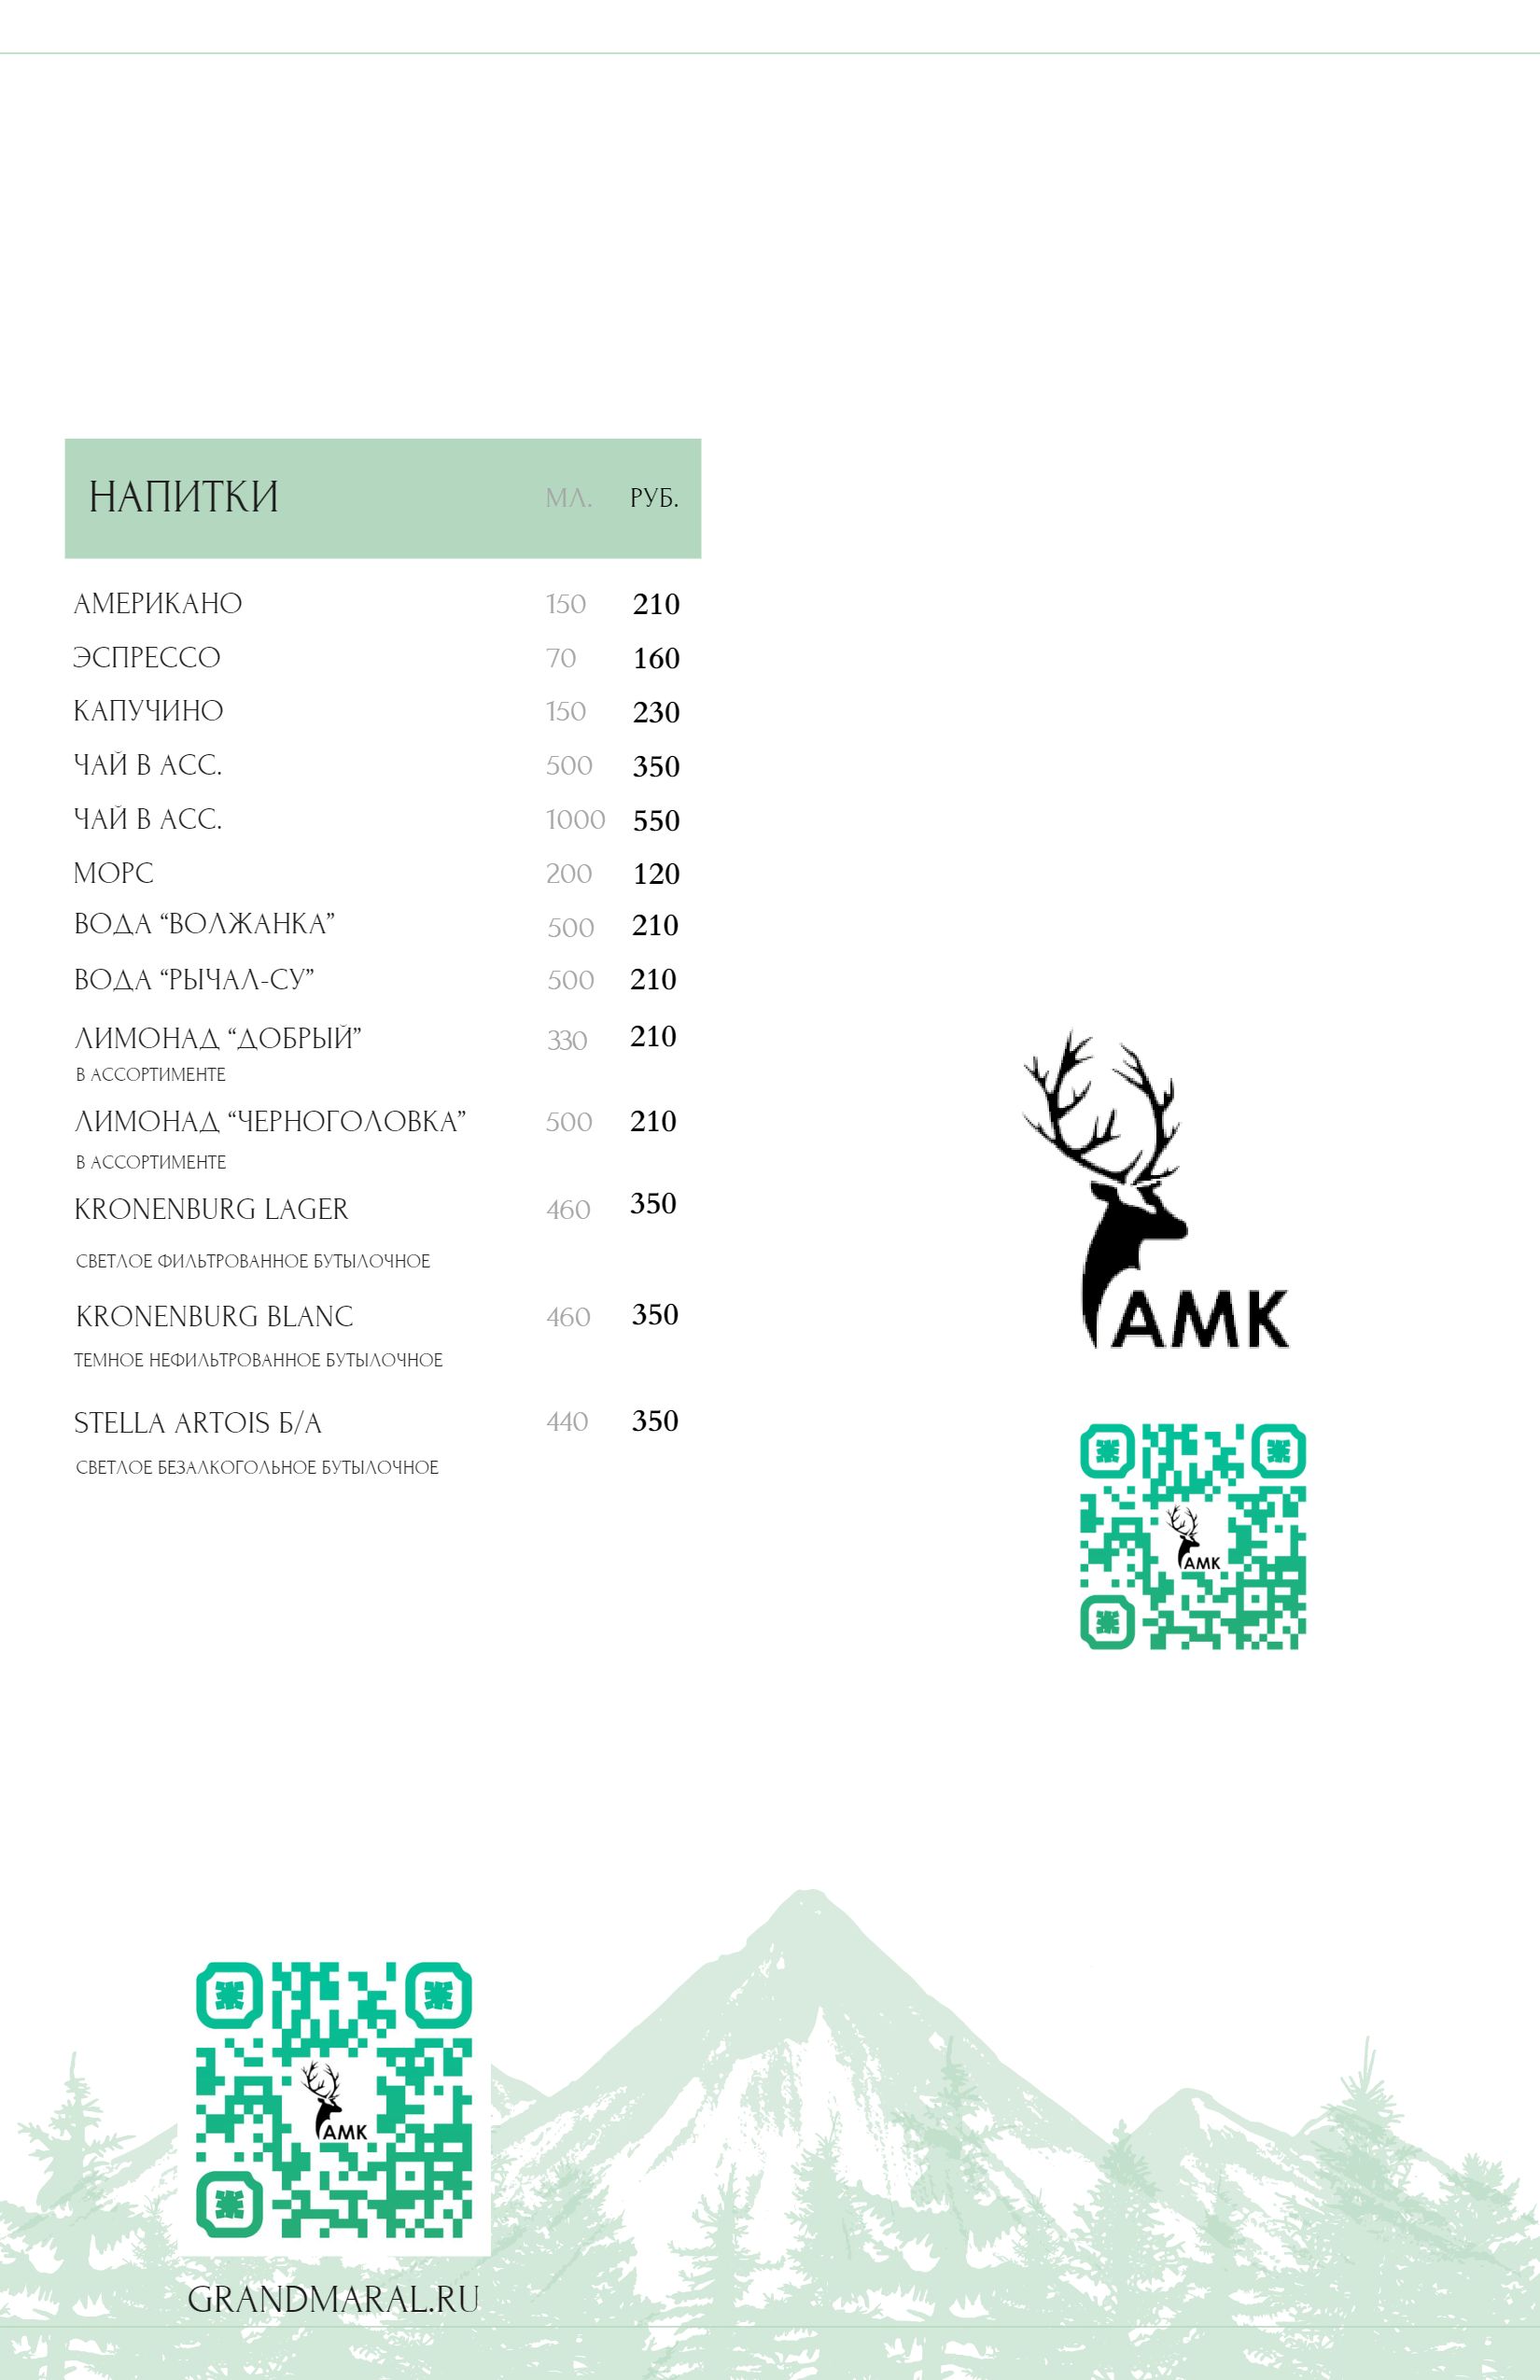 НАПИТКИ МЛ. РУБ.
АМЕРИКАНО 150 210
ЭСПРЕССО 70 160
КАПУЧИНО 150 230
ЧАЙ В АСС. 500 350
ЧАЙ В АСС. 1000 550
МОРС 200 120
ВОДА “ВОЛЖАНКА” 500 210
ВОДА “РЫЧАЛ-СУ” 500 210
ЛИМОНАД “ДОБРЫЙ” 330 210
В АССОРТИМЕНТЕ
ЛИМОНАД “ЧЕРНОГОЛОВКА” 500 210
В АССОРТИМЕНТЕ
KRONENBURG LAGER 460 350
СВЕТЛОЕ ФИЛЬТРОВАННОЕ БУТЫЛОЧНОЕ
KRONENBURG BLANC 460 350
ТЕМНОЕ НЕФИЛЬТРОВАННОЕ БУТЫЛОЧНОЕ
STELLA ARTOIS Б/А 440 350
СВЕТЛОЕ БЕЗАЛКОГОЛЬНОЕ БУТЫЛОЧНОЕ
АМК
АМК
АМК
GRANDMARAL.RU